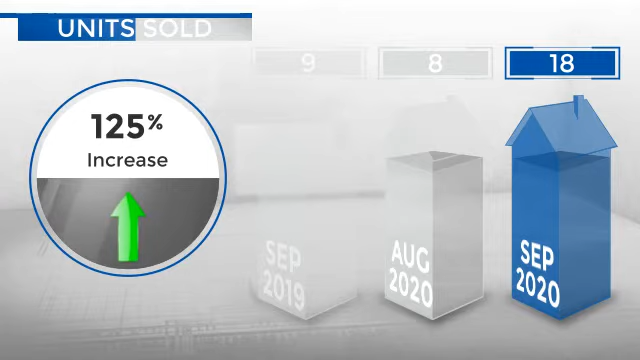 UNITS SOLD
9
8
18
125%
Increase
SEP
2019
AUG
2020
SEP
2020